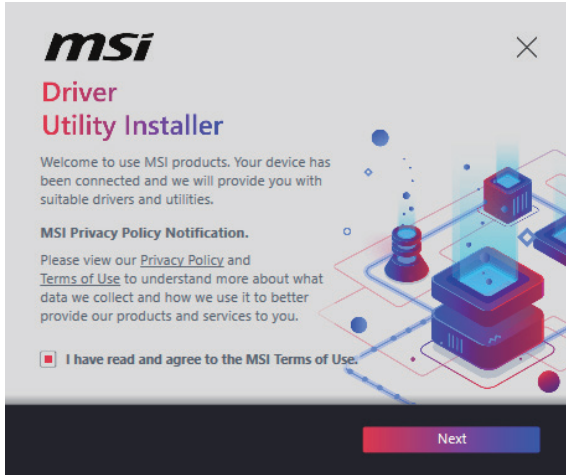 msi
Driver
Utility Installer
Welcome to use MSI products. Your device has
been connected and we will provide you with
suitable drivers and utilities.
MSI Privacy Policy Notification.
Please view our Privacy Policy and
Terms of Use to understand more about what
data we collect and how we use it to better
provide our products and services to you.
I have read and agree to the MSI Terms of Use.
Next